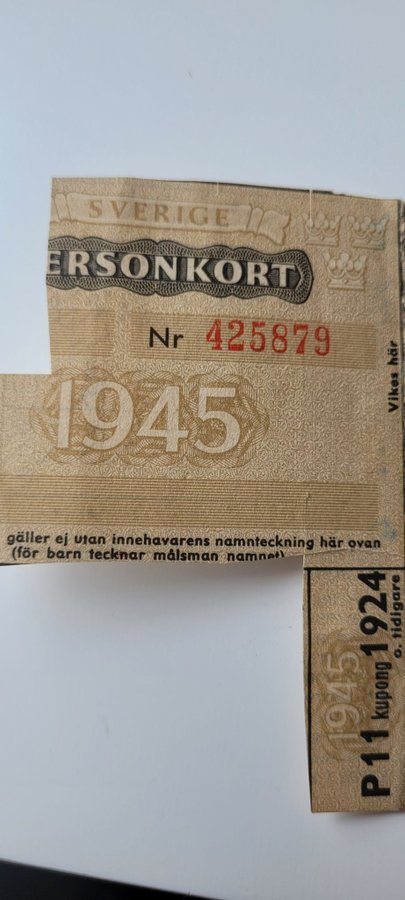 SVERIGE
ERSONKORT
Nr 425879
1945
gäller ej utan innehavarens namnteckning här ovan
(för barn tecknar målsman namnet)
Vikes här
P11 kupong 1924
o. tidigare
1945